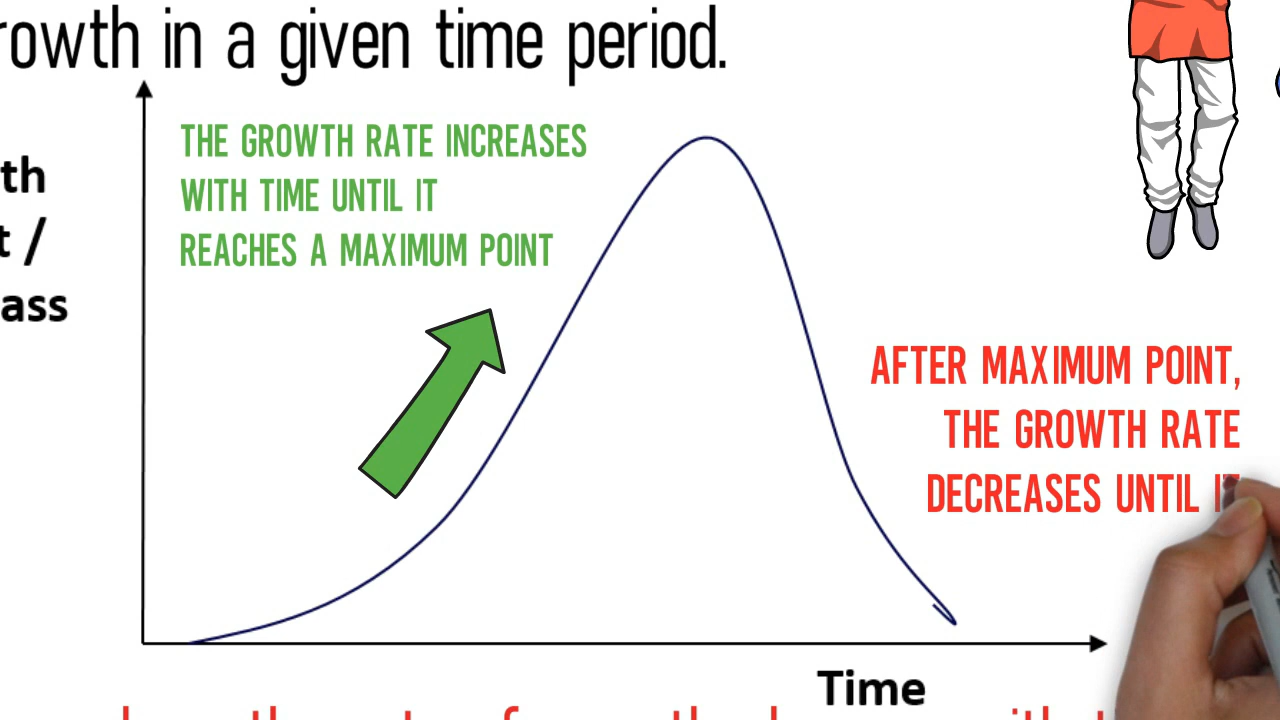 rowth in a given time period.
THE GROWTH RATE INCREASES
WITH TIME UNTIL IT
REACHES A MAXIMUM POINT
th
t /
ass
AFTER MAXIMUM POINT,
THE GROWTH RATE
DECREASES UNTIL IT
Time